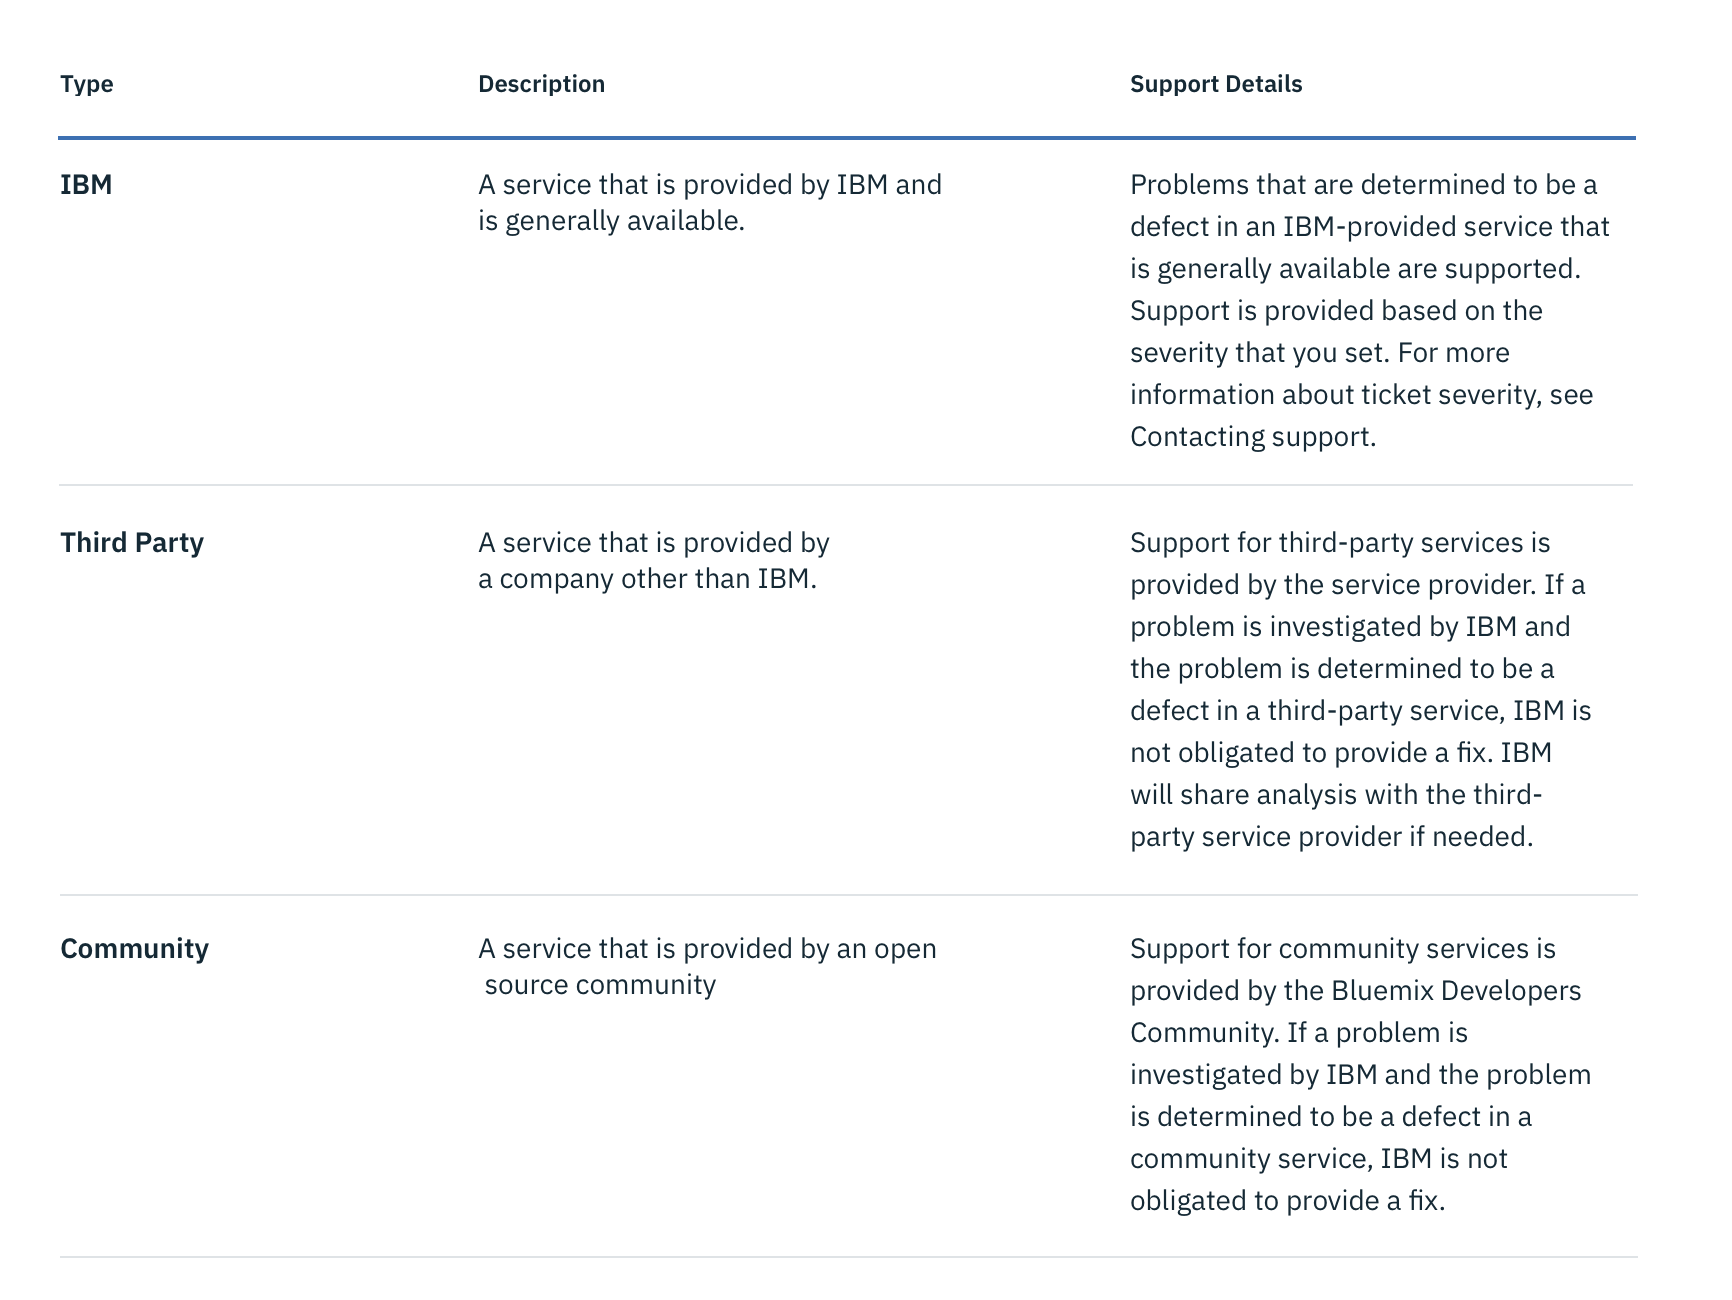 Type
Description
Support Details
IBM
A service that is provided by IBM and
is generally available.
Problems that are determined to be a
defect in an IBM-provided service that
is generally available are supported.
Support is provided based on the
severity that you set. For more
information about ticket severity, see
Contacting support.
Third Party
A service that is provided by
a company other than IBM.
Support for third-party services is
provided by the service provider. If a
problem is investigated by IBM and
the problem is determined to be a
defect in a third-party service, IBM is
not obligated to provide a fix. IBM
will share analysis with the third-
party service provider if needed.
Community
A service that is provided by an open
source community
Support for community services is
provided by the Bluemix Developers
Community. If a problem is
investigated by IBM and the problem
is determined to be a defect in a
community service, IBM is not
obligated to provide a fix.